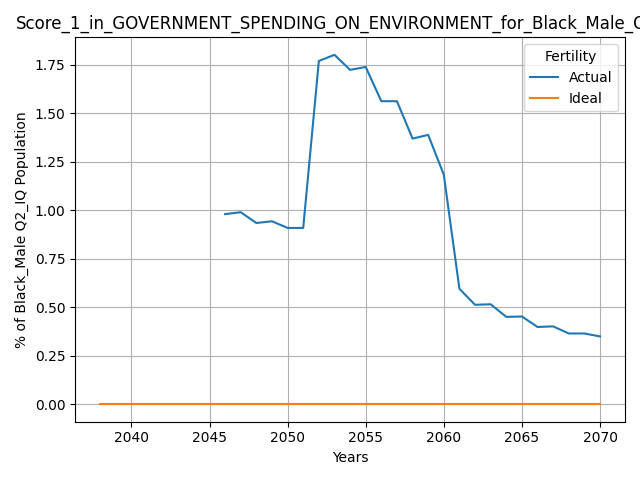 Score_1_in_GOVERNMENT_SPENDING_ON_ENVIRONMENT_for_Black_Male_
Fertility
Actual
Ideal
% of Black_Male Q2_IQ Population
1.75
1.50
1.25
1.00
0.75
0.50
0.25
0.00
2040 2045 2050 2055 2060 2065 2070
Years